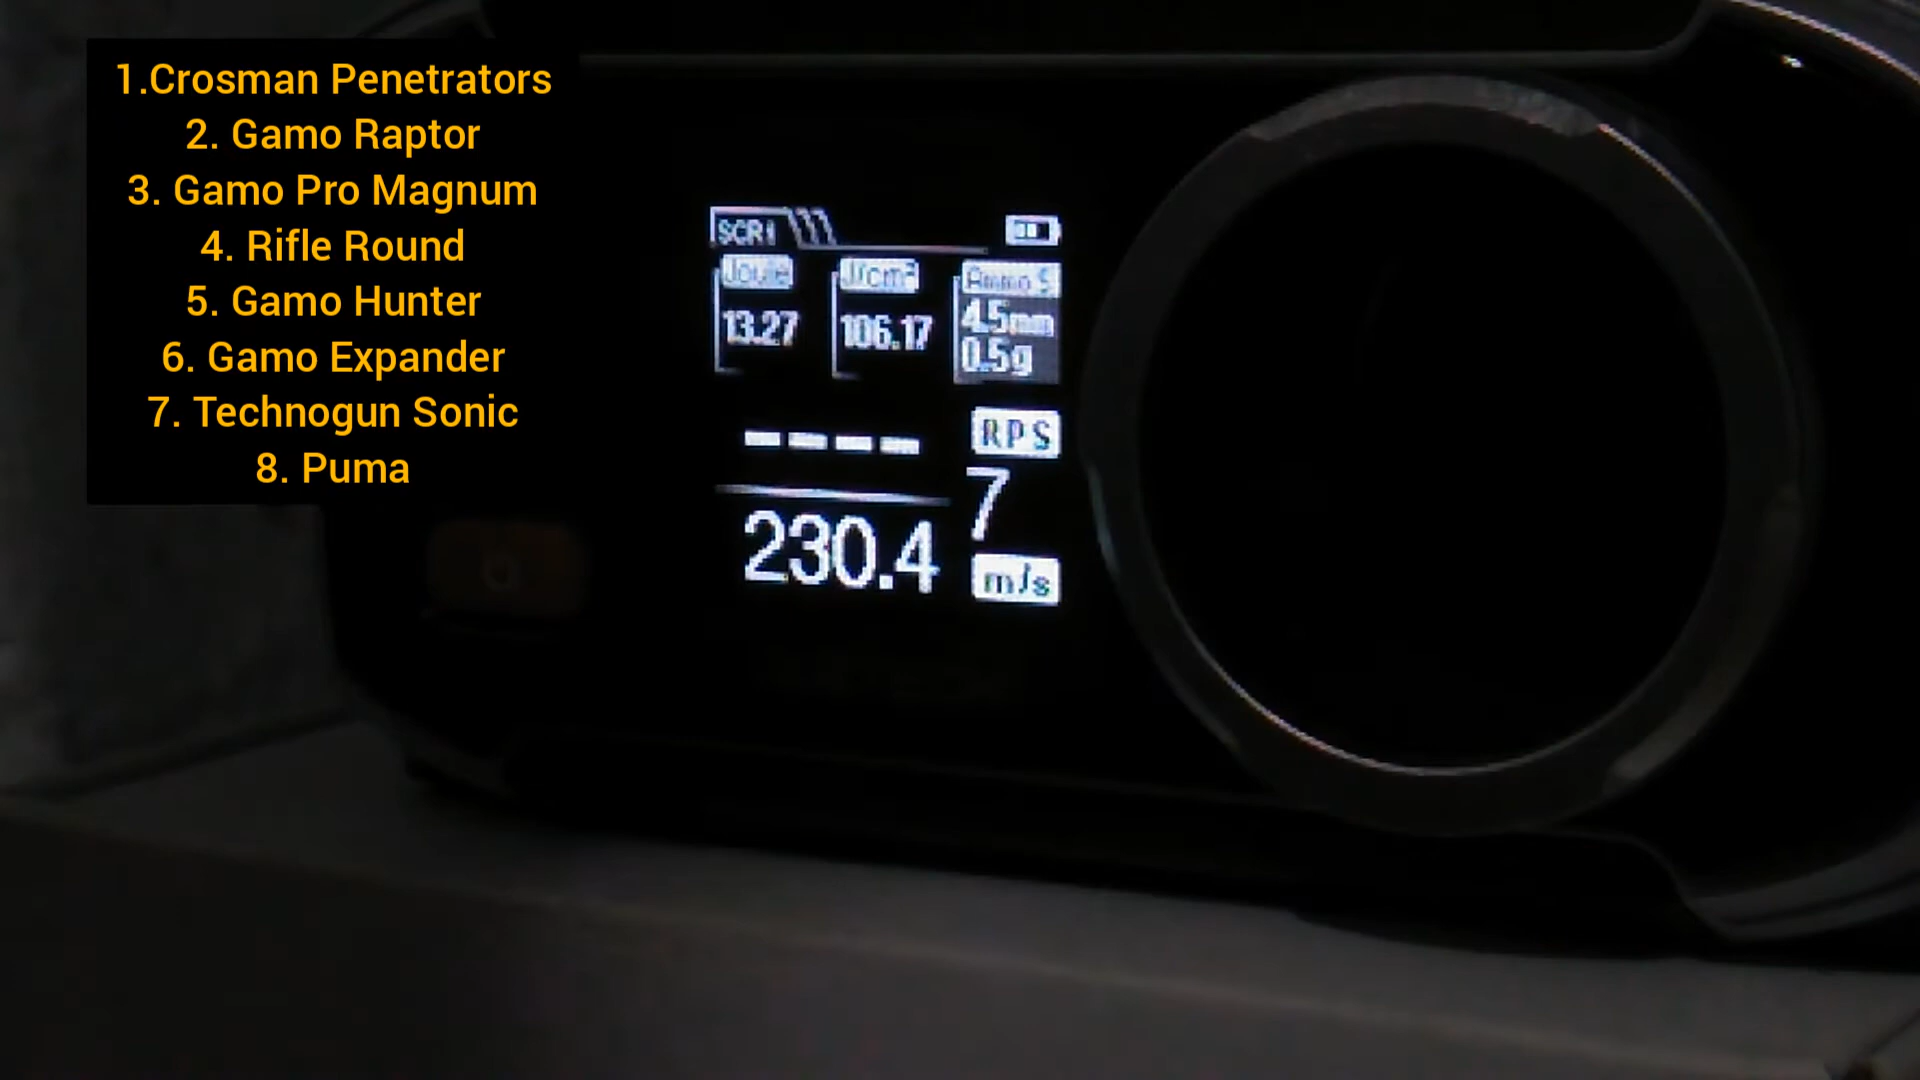 1.Crosman Penetrators
2. Gamo Raptor
3. Gamo Pro Magnum
4. Rifle Round
5. Gamo Hunter
6. Gamo Expander
7. Technogun Sonic
8. Puma
SCR1
Joule J/cm² Ammo S
13.27 106.17 4.5mm
0.5g
---- RPS
7
230.4 m/s